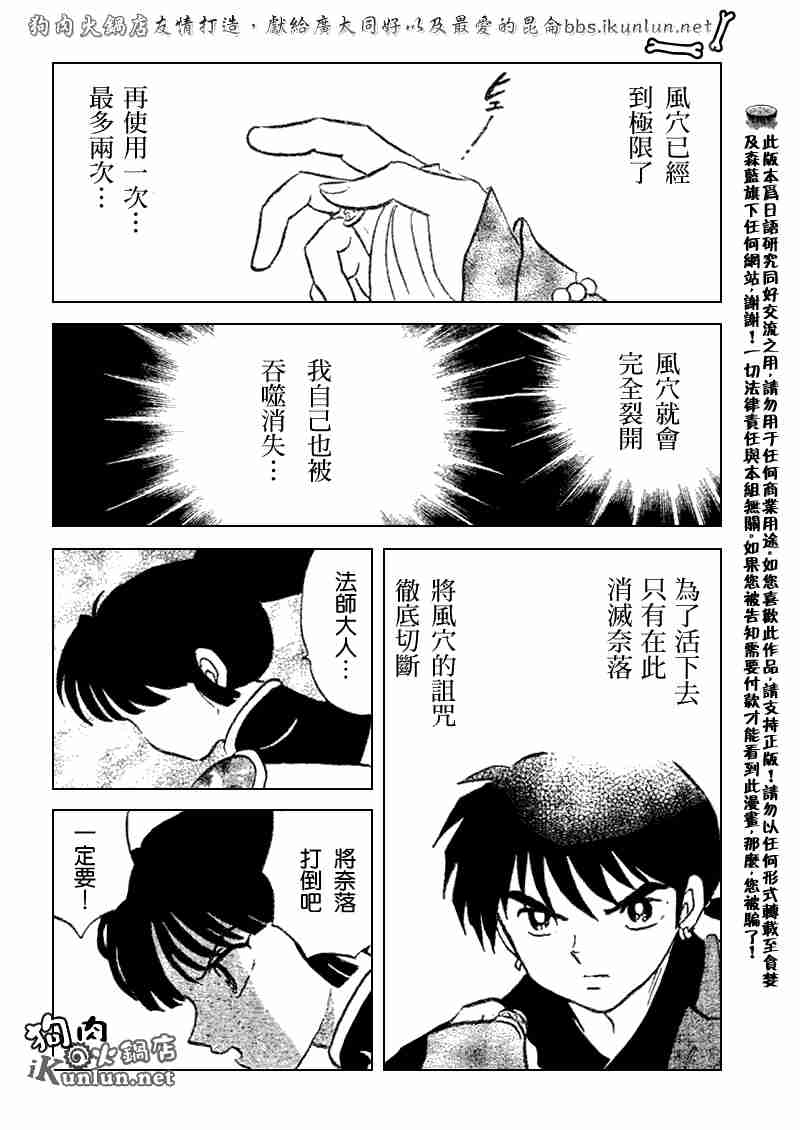 狗肉火鍋店友情打造，獻給廣大同好以及最愛的昆侖bbs.ikunlun.net
風穴已經
到極限了
ピュ
再使用一次…
最多兩次…
風穴就會
完全裂開
我自己也被
吞噬消失…
為了活下去
只有在此
消滅奈落
將風穴的詛咒
徹底切斷
法師大人…
將奈落
打倒吧
一定要！
此版本爲日語研究同好交流之用，請勿用于任何商業用途。如您喜歡此作品，請支持正版！請勿以任何形式轉載至貪婪
及森藍旗下任何網站，謝謝！一切法律責任與本組無關。如果您被告知需要付款才能看到此漫畫，那麼，您被騙了！
狗肉
火鍋店
iKunlun.net